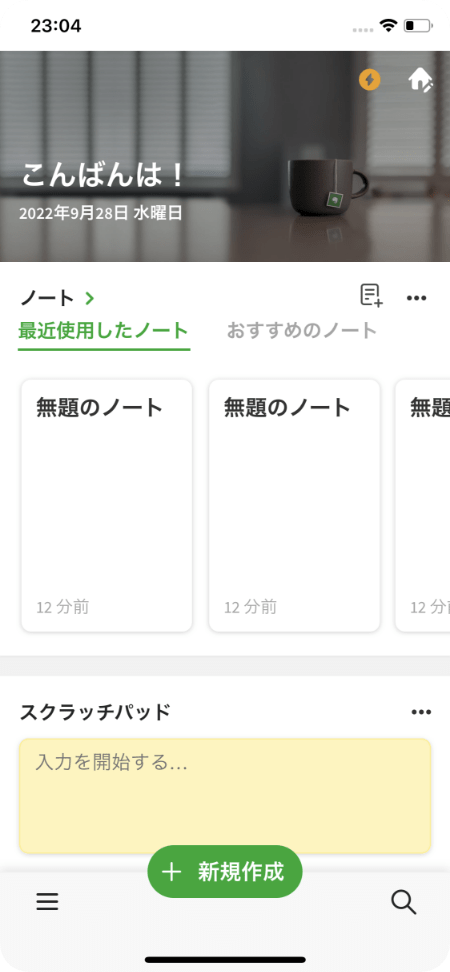 23:04
こんばんは！
2022年9月28日 水曜日
ノート
最近使用したノート おすすめのノート
無題のノート 無題のノート 無題
12 分前 12 分前 12 分
スクラッチパッド
入力を開始する...
新規作成